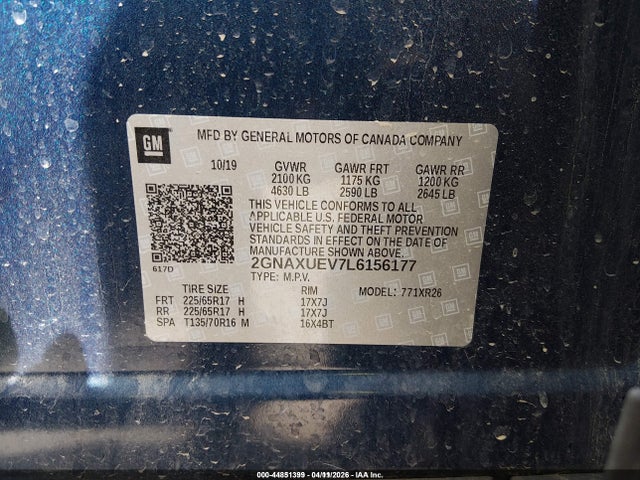 GM
MFD BY GENERAL MOTORS OF CANADA COMPANY
10/19 GVWR GAWR FRT GAWR RR
2100 KG 1175 KG 1200 KG
4630 LB 2590 LB 2645 LB
THIS VEHICLE CONFORMS TO ALL
APPLICABLE U.S. FEDERAL MOTOR
VEHICLE SAFETY AND THEFT PREVENTION
STANDARDS IN EFFECT ON THE DATE OF
MANUFACTURE SHOWN ABOVE.
617D 2GNAXUEV7L6156177
TYPE: M.P.V.
TIRE SIZE RIM MODEL: 771XR26
FRT 225/65R17 H 17X7J
RR 225/65R17 H 17X7J
SPA T135/70R16 M 16X4BT
000-44851399 - 04/11/2026 - IAA Inc.